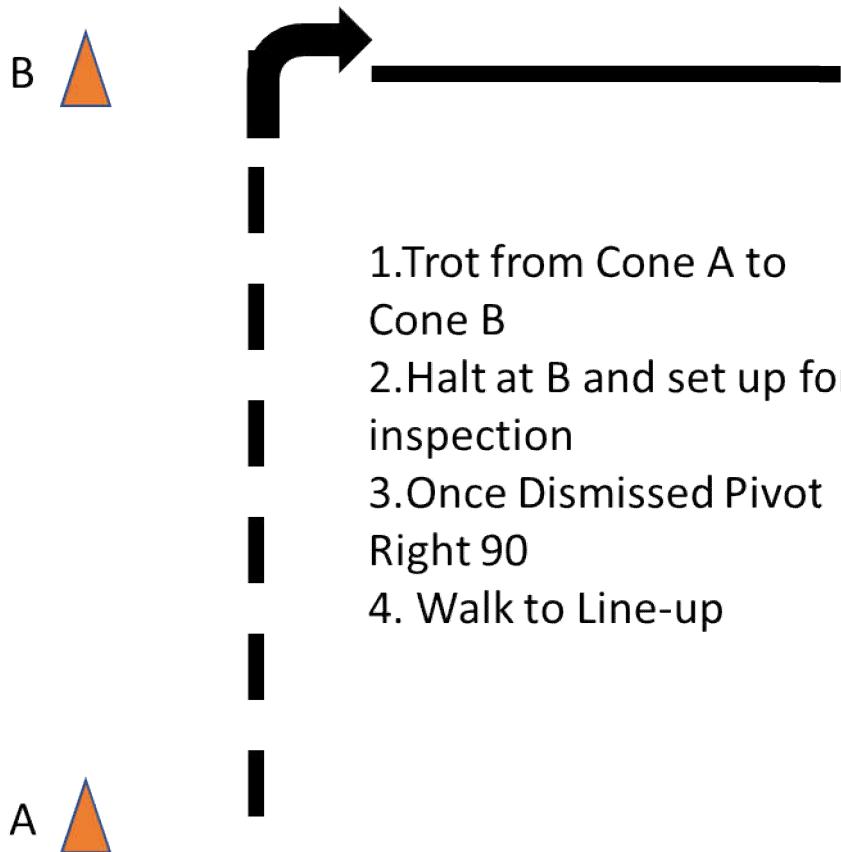 B
1.Trot from Cone A to
Cone B
2.Halt at B and set up for
inspection
3.Once Dismissed Pivot
Right 90
4. Walk to Line-up
A